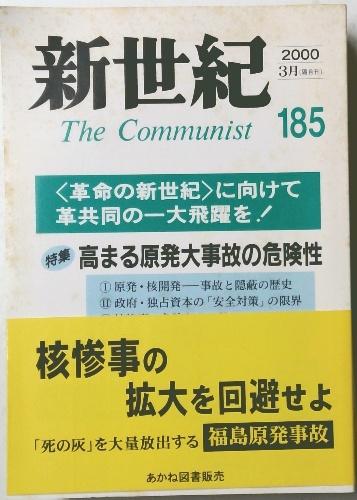 新世紀
2000
3月(隔月刊)
The Communist
185
〈革命の新世紀〉に向けて
革共同の一大飛躍を!
特集 高まる原発大事故の危険性
① 原発・核開発──事故と隠蔽の歴史
⑪ 政府・独占資本の「安全対策」の限界
核惨事の
拡大を回避せよ
「死の灰」を大量放出する 福島原発事故
あかね図書販売